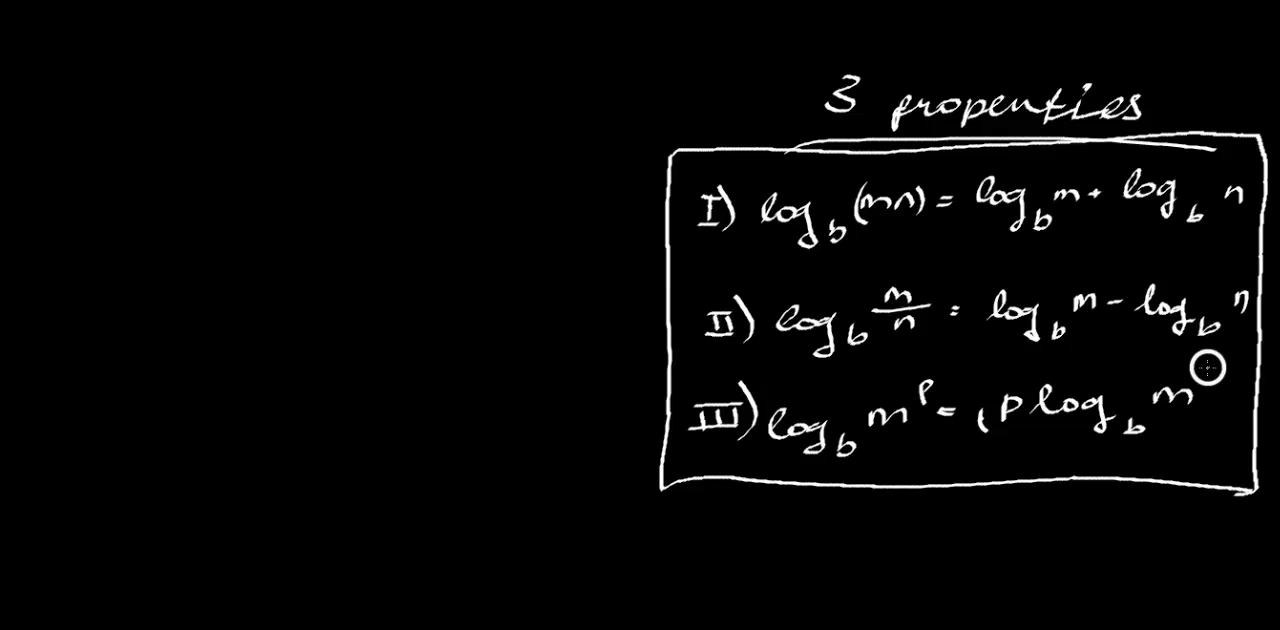 3 properties
I) log_b (mn) = log_b m + log_b n
II) log_b m/n = log_b m - log_b n
III) log_b m^p = p log_b m